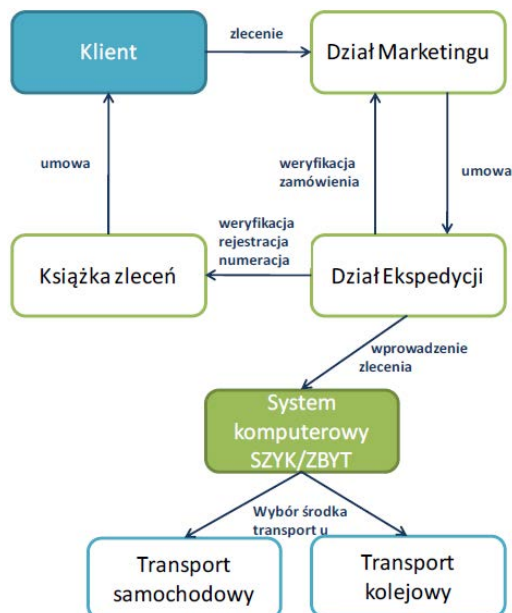 Klient
zlecenie
Dział Marketingu
umowa
weryfikacja
zamówienia
umowa
Książka zleceń
weryfikacja
rejestracja
numeracja
Dział Ekspedycji
wprowadzenie
zlecenia
System
komputerowy
SZYK/ZBYT
Wybór środka
transport u
Transport
samochodowy
Transport
kolejowy